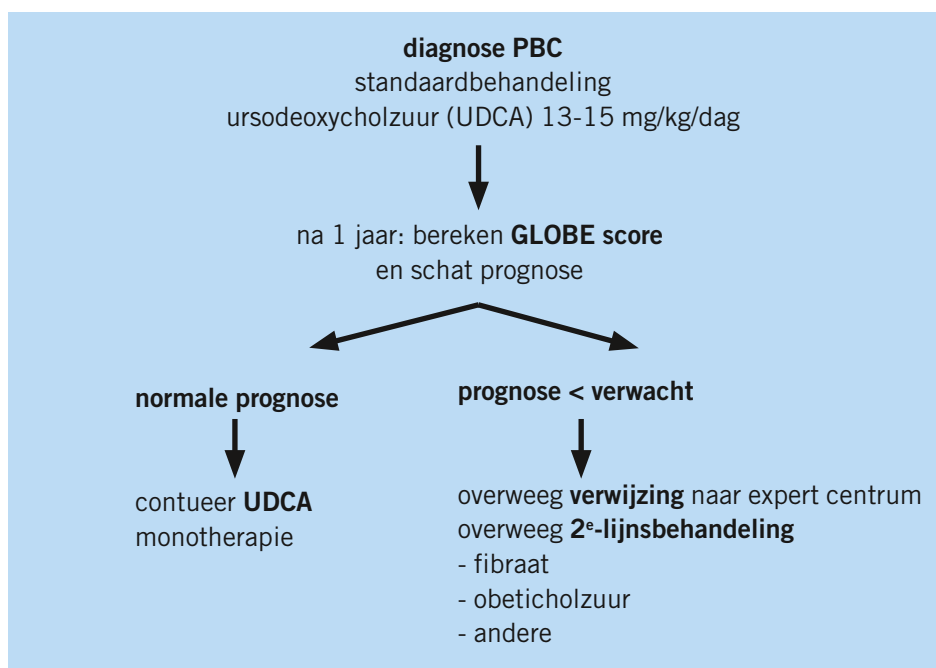 diagnose PBC
standaardbehandeling
ursodeoxycholzuur (UDCA) 13-15 mg/kg/dag
na 1 jaar: bereken GLOBE score
en schat prognose
normale prognose
contueer UDCA
monotherapie
prognose < verwacht
overweeg verwijzing naar expert centrum
overweeg 2e-lijnsbehandeling
- fibraat
- obeticholzuur
- andere